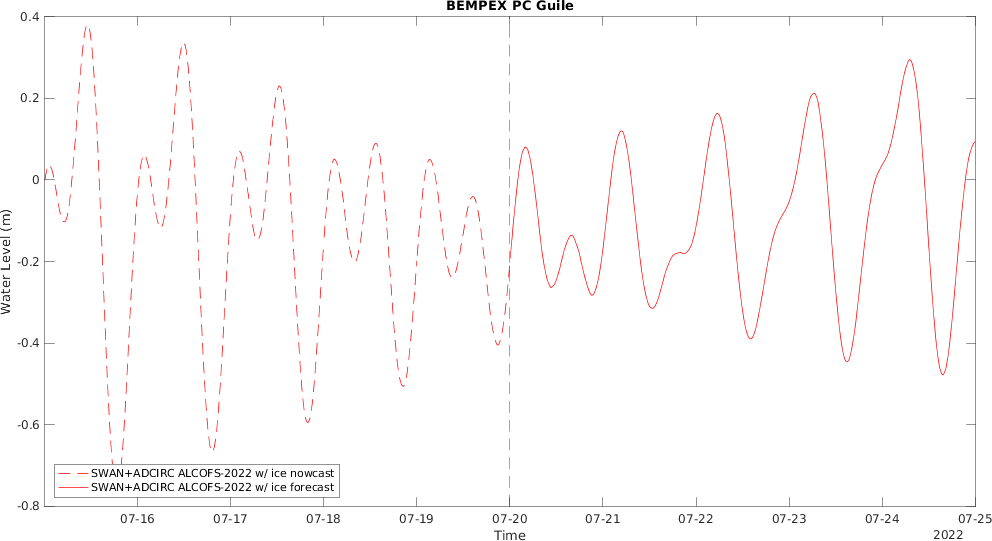 BEMPEX PC Guile
0.4
0.2
0
-0.2
-0.4
-0.6
-0.8
Water Level (m)
SWAN+ADCIRC ALCOFS-2022 w/ ice nowcast
SWAN+ADCIRC ALCOFS-2022 w/ ice forecast
07-16 07-17 07-18 07-19 07-20 07-21 07-22 07-23 07-24 07-25
Time
2022